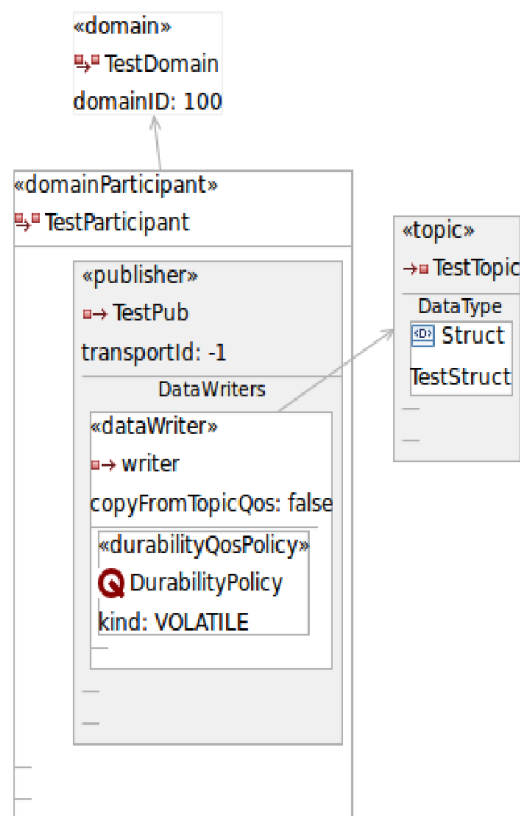 «domain»
TestDomain
domainID: 100
«domainParticipant»
TestParticipant
«publisher»
TestPub
transportId: -1
DataWriters
«dataWriter»
writer
copyFromTopicQos: false
«durabilityQosPolicy»
Q DurabilityPolicy
kind: VOLATILE
«topic»
TestTopic
DataType
«D» Struct
TestStruct